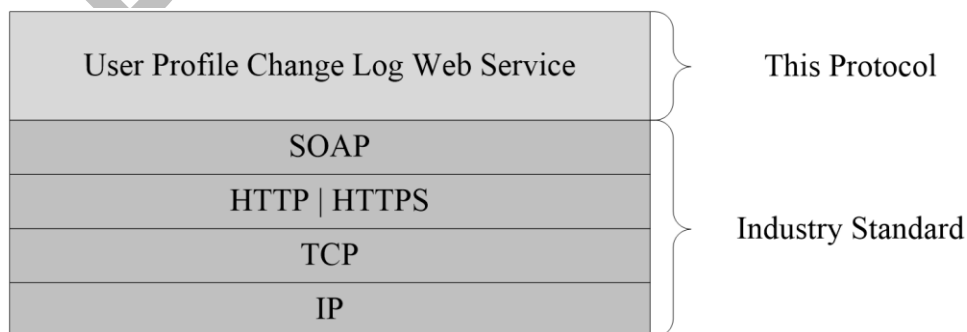 User Profile Change Log Web Service
This Protocol
SOAP
HTTP | HTTPS
TCP
IP
Industry Standard